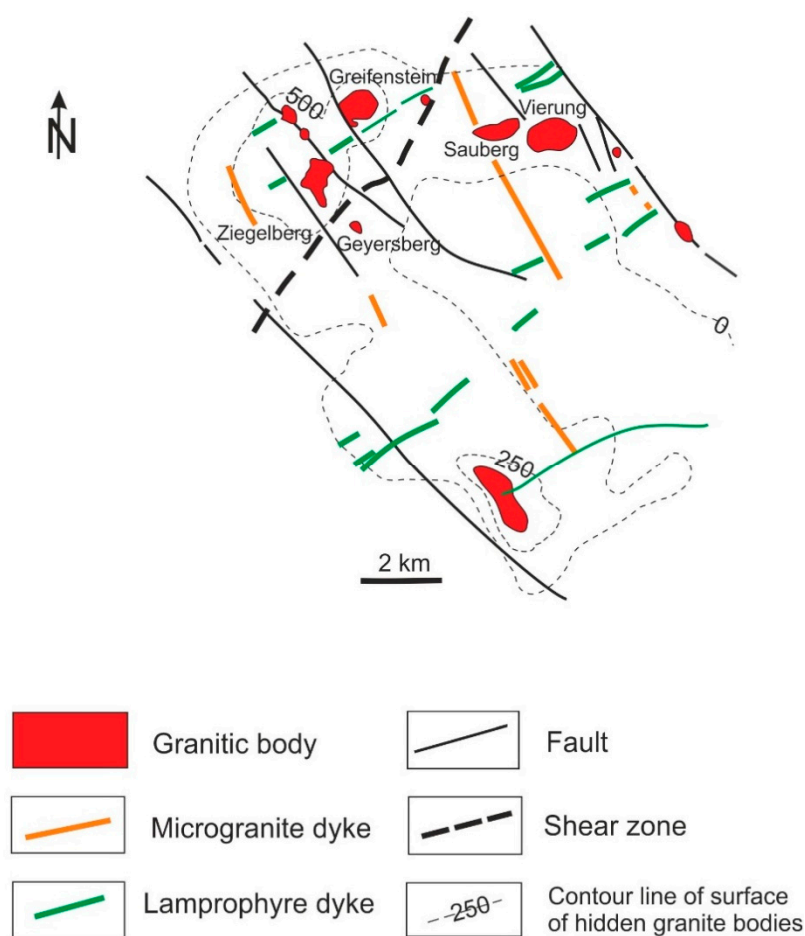 Greifenstein
500
N
Vierung
Sauberg
Ziegelberg
Geyersberg
0
250
2 km
Granitic body
Fault
Microgranite dyke
Shear zone
Lamprophyre dyke
250
Contour line of surface
of hidden granite bodies